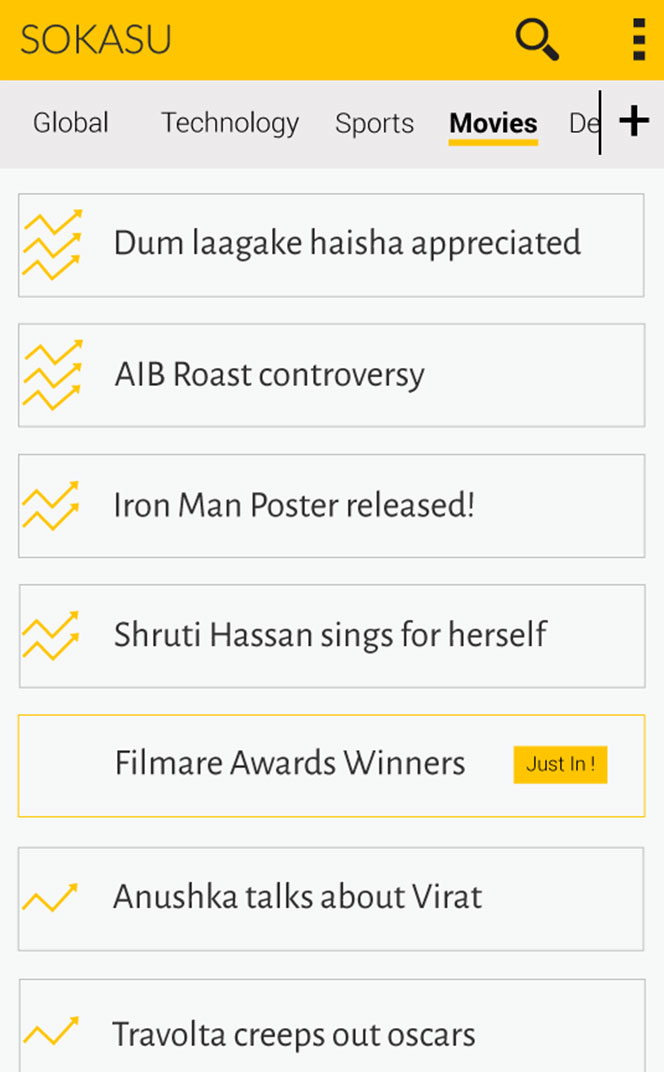 SOKASU
Global Technology Sports Movies De
Dum laagake haisha appreciated
AIB Roast controversy
Iron Man Poster released!
Shruti Hassan sings for herself
Filmare Awards Winners Just In !
Anushka talks about Virat
Travolta creeps out oscars